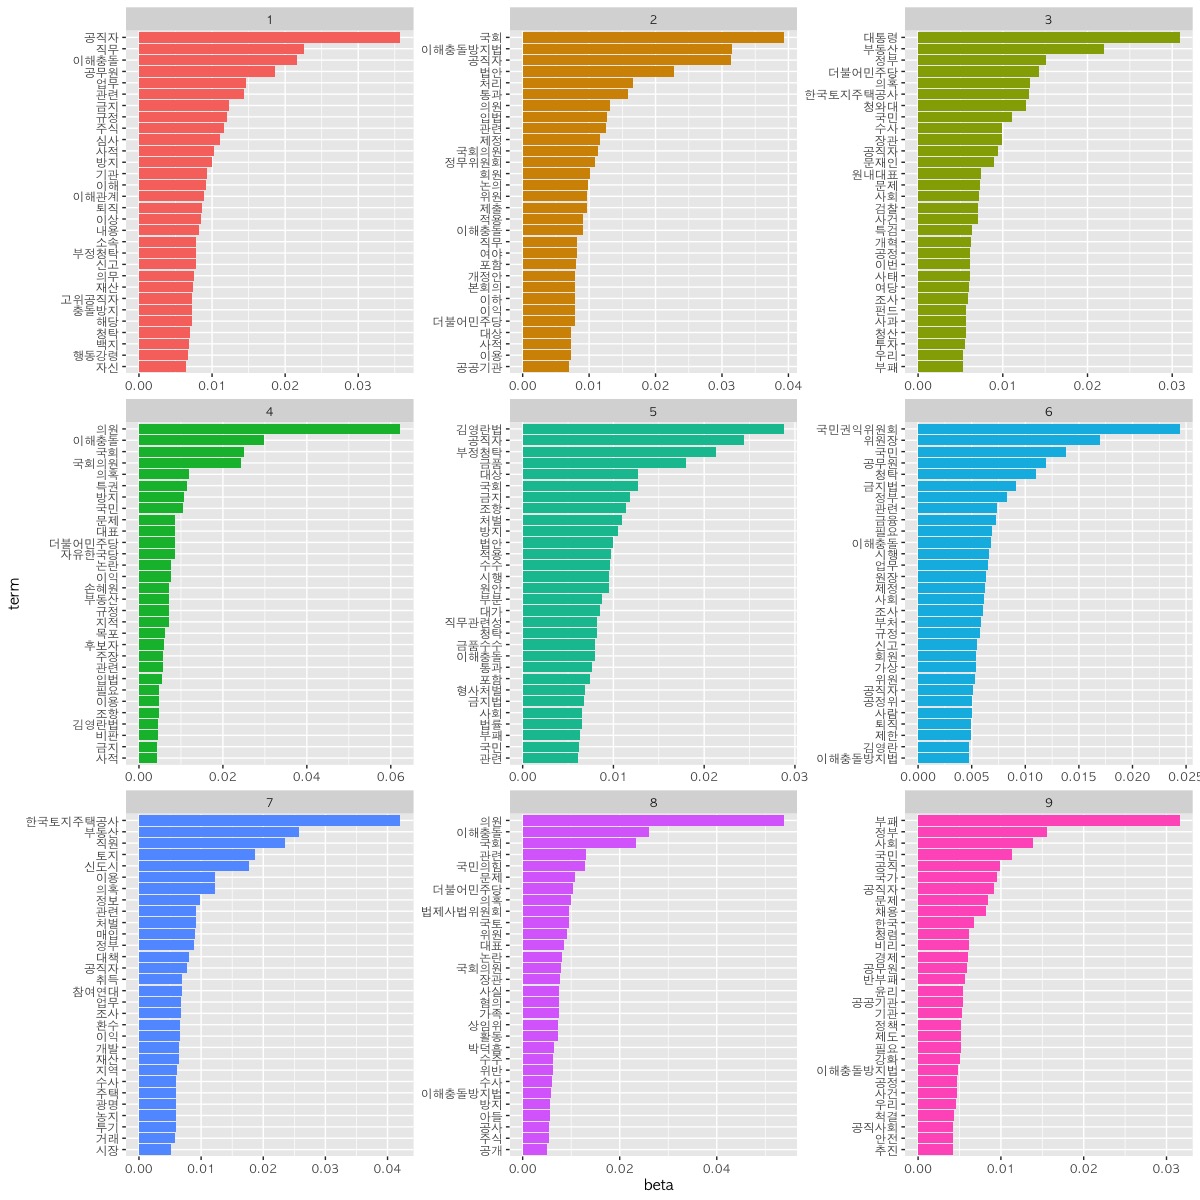 1
공직자
직무
이해충돌
공무원
업무
관련
금지
규정
주식
심사
사적
방지
기관
이해
이해관계
퇴직
이상
내용
소속
부정청탁
신고
의무
재산
고위공직자
충돌방지
해당
청탁
백지
행동강령
자신
0.00 0.01 0.02 0.03
2
국회
이해충돌방지법
공직자
법안
처리
통과
의원
입법
관련
제정
국회의원
정무위원회
회원
논의
위원
제출
적용
이해충돌
직무
여야
포함
개정안
본회의
이하
이익
더불어민주당
대상
사적
이용
공공기관
0.00 0.01 0.02 0.03 0.04
3
대통령
부동산
정부
더불어민주당
의혹
한국토지주택공사
청와대
국민
수사
장관
공직자
문재인
원내대표
문제
사회
검찰
사건
특검
개혁
공정
이번
사태
여당
조사
펀드
사과
청산
투자
우리
부패
0.00 0.01 0.02 0.03
4
의원
이해충돌
국회
국회의원
의혹
특권
방지
국민
문제
대표
더불어민주당
자유한국당
논란
이익
손혜원
부동산
규정
지적
목포
후보자
주장
관련
입법
필요
이용
조항
김영란법
비판
금지
사적
0.00 0.02 0.04 0.06
5
김영란법
공직자
부정청탁
금품
대상
국회
금지
조항
처벌
방지
법안
적용
수수
시행
원안
부분
대가
직무관련성
청탁
금품수수
이해충돌
통과
포함
형사처벌
금지법
사회
법률
부패
국민
관련
0.00 0.01 0.02 0.03
6
국민권익위원회
위원장
국민
공무원
청탁
금지법
정부
관련
금융
필요
이해충돌
시행
업무
원장
제정
사회
조사
부처
규정
신고
회원
가상
위원
공직자
공정위
사람
퇴직
제한
김영란
이해충돌방지법
0.000 0.005 0.010 0.015 0.020 0.025
7
한국토지주택공사
부동산
직원
토지
신도시
이용
의혹
정보
관련
처벌
매입
정부
대책
공직자
취득
참여연대
업무
조사
환수
이익
개발
재산
지역
수사
주택
광명
농지
투기
거래
시장
0.00 0.01 0.02 0.03 0.04
8
의원
이해충돌
국회
관련
국민의힘
문제
더불어민주당
의혹
법제사법위원회
국토
위원
대표
논란
국회의원
장관
사실
혐의
가족
상임위
활동
박덕흠
수주
위반
수사
이해충돌방지법
방지
아들
공사
주식
공개
0.00 0.02 0.04
9
부패
정부
사회
국민
공직
국가
공직자
문제
채용
한국
청렴
비리
경제
공무원
반부패
윤리
공공기관
기관
정책
제도
필요
강화
이해충돌방지법
공정
사건
우리
척결
공직사회
안전
추진
0.00 0.01 0.02 0.03
term
beta